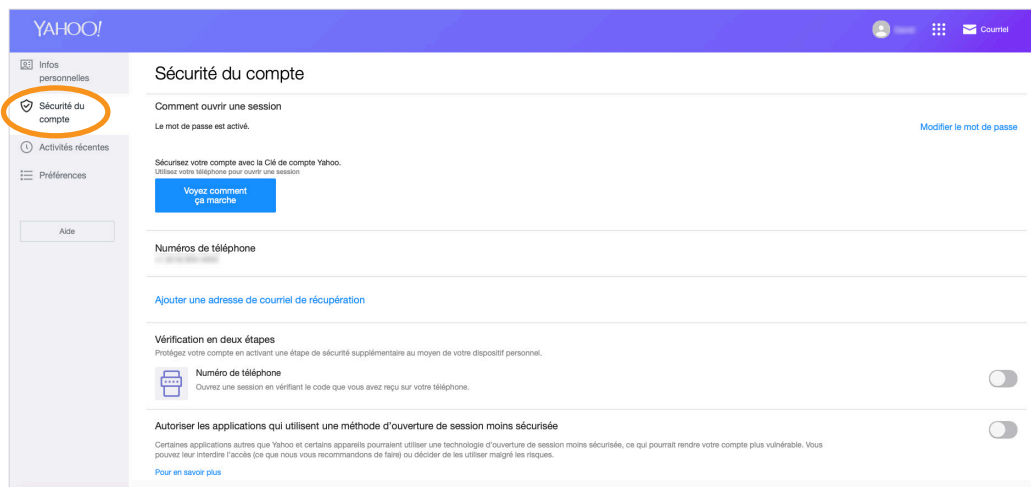 YAHOO!
Courriel
Infos
personnelles
Sécurité du
compte
Activités récentes
Préférences
Aide
Sécurité du compte
Comment ouvrir une session
Le mot de passe est activé.
Modifier le mot de passe
Sécurisez votre compte avec la Clé de compte Yahoo.
Utilisez votre téléphone pour ouvrir une session
Voyez comment
ça marche
Numéros de téléphone
Ajouter une adresse de courriel de récupération
Vérification en deux étapes
Protégez votre compte en activant une étape de sécurité supplémentaire au moyen de votre dispositif personnel.
Numéro de téléphone
Ouvrez une session en vérifiant le code que vous avez reçu sur votre téléphone.
Autoriser les applications qui utilisent une méthode d'ouverture de session moins sécurisée
Certaines applications autres que Yahoo et certains appareils pourraient utiliser une technologie d'ouverture de session moins sécurisée, ce qui pourrait rendre votre compte plus vulnérable. Vous
pouvez leur interdire l'accès (ce que nous vous recommandons de faire) ou décider de les utiliser malgré les risques.
Pour en savoir plus